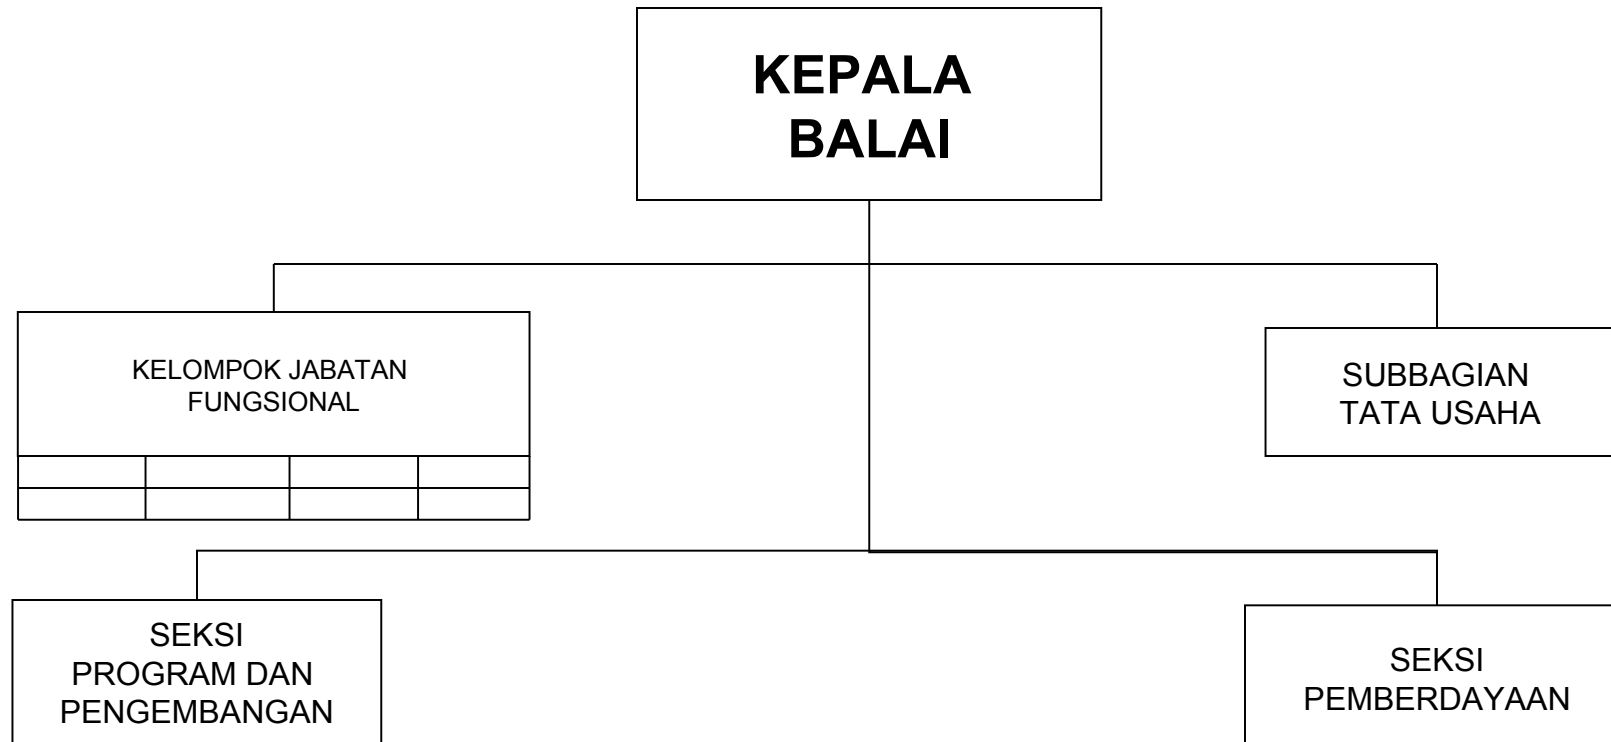 KEPALA
BALAI
KELOMPOK JABATAN
FUNGSIONAL
SUBBAGIAN
TATA USAHA
SEKSI
PROGRAM DAN
PENGEMBANGAN
SEKSI
PEMBERDAYAAN